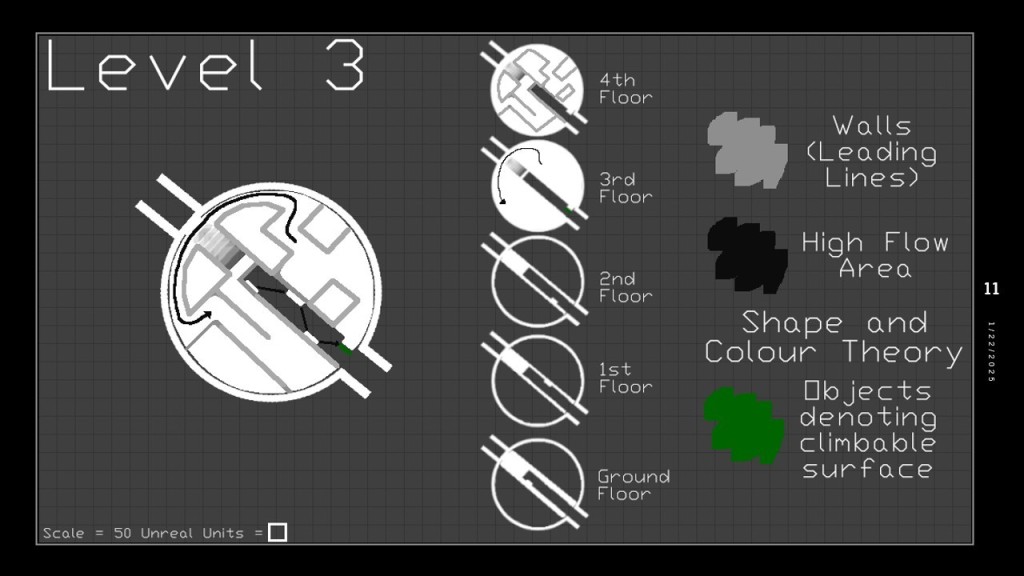 Level 3
4th
Floor
3rd
Floor
2nd
Floor
1st
Floor
Ground
Floor
Walls
(Leading
Lines)
High Flow
Area
Shape and
Colour Theory
Objects
denoting
climbable
surface
Scale = 50 Unreal Units =
11
1/22/2025